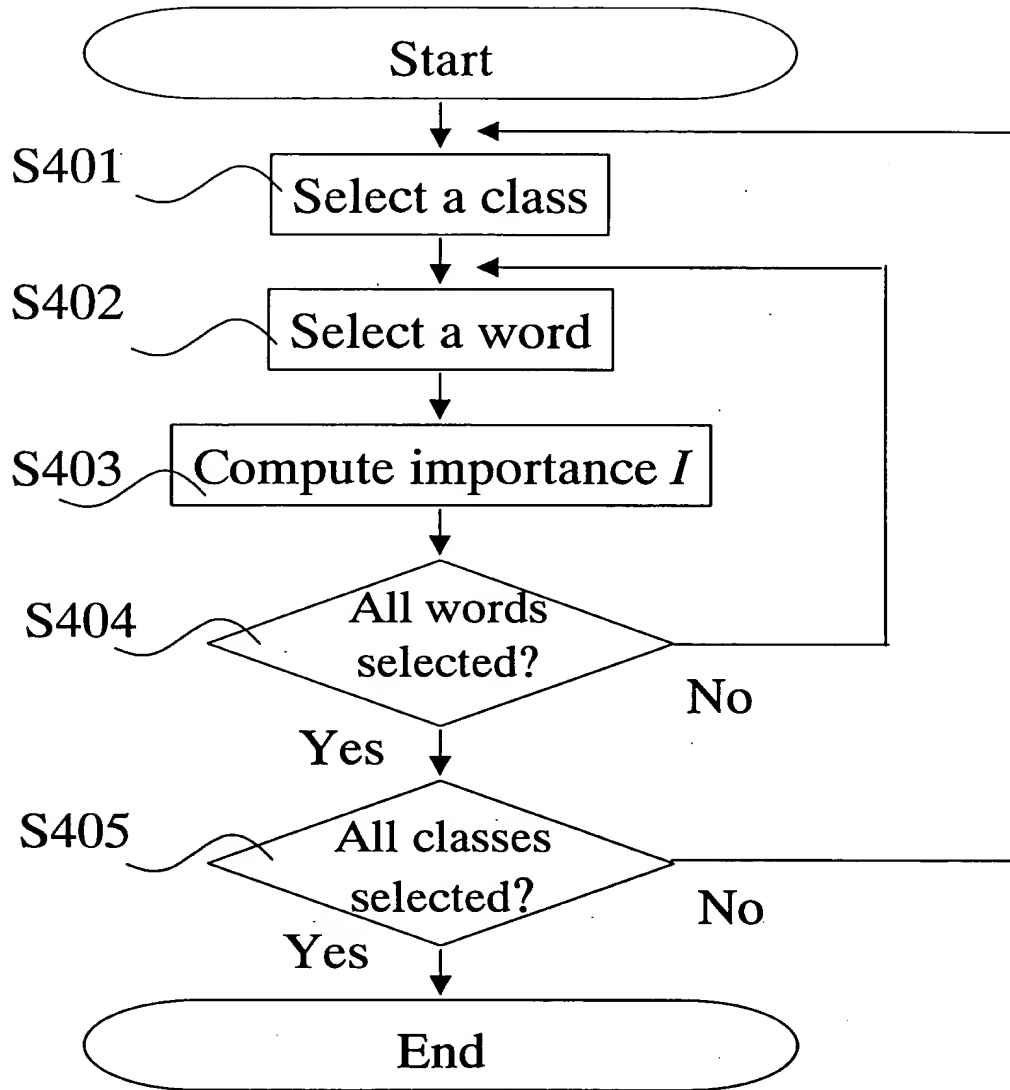 Start
S401
Select a class
S402
Select a word
S403
Compute importance I
S404
All words
selected?
No
Yes
S405
All classes
selected?
No
Yes
End